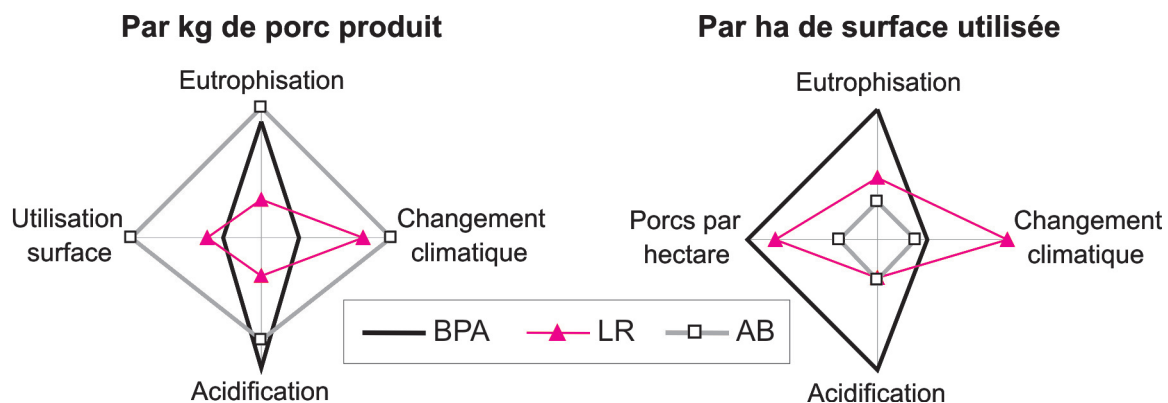 Par kg de porc produit
Eutrophisation
Utilisation
surface
Changement
climatique
Acidification
Par ha de surface utilisée
Eutrophisation
Porcs par
hectare
Changement
climatique
Acidification
BPA LR AB